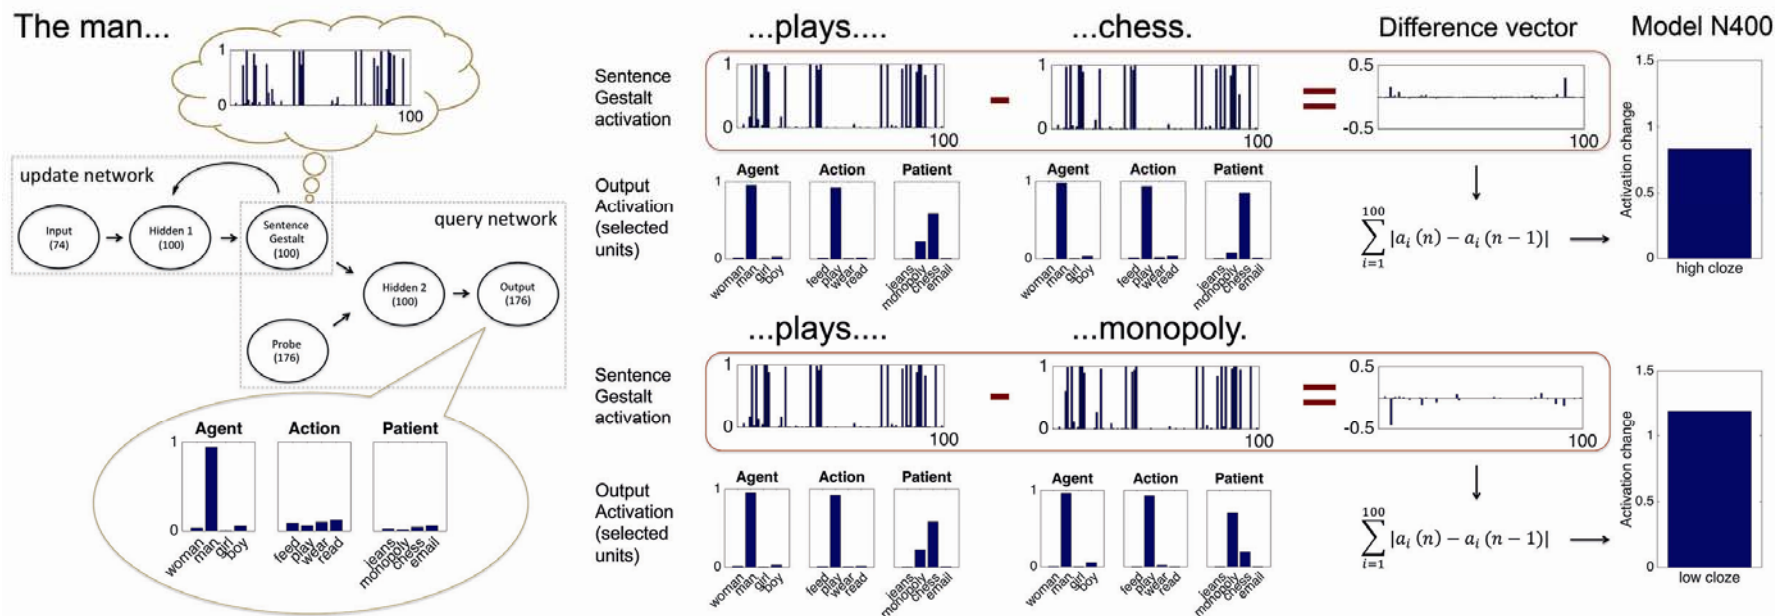 The man...
1
0
100
update network
query network
Input
(74)
Hidden 1
(100)
Sentence
Gestalt
(100)
Hidden 2
(100)
Output
(176)
Probe
(176)
Agent Action Patient
1
0
woman man girl boy
feed play wear read
jeans monopoly chess email
...plays.... ...chess. Difference vector Model N400
Sentence
Gestalt
activation
1
0
100
1
0
100
0.5
-0.5
100
Output
Activation
(selected
units)
Agent Action Patient
1
0
woman man girl boy
feed play wear read
jeans monopoly chess email
Agent Action Patient
1
0
woman man girl boy
feed play wear read
jeans monopoly chess email
100
∑ |a_i (n) − a_i (n − 1)|
i=1
Activation change
1.5
1
0.5
0
high cloze
...plays.... ...monopoly.
Sentence
Gestalt
activation
1
0
100
1
0
100
0.5
-0.5
100
Output
Activation
(selected
units)
Agent Action Patient
1
0
woman man girl boy
feed play wear read
jeans monopoly chess email
Agent Action Patient
1
0
woman man girl boy
feed play wear read
jeans monopoly chess email
100
∑ |a_i (n) − a_i (n − 1)|
i=1
Activation change
1.5
1
0.5
0
low cloze